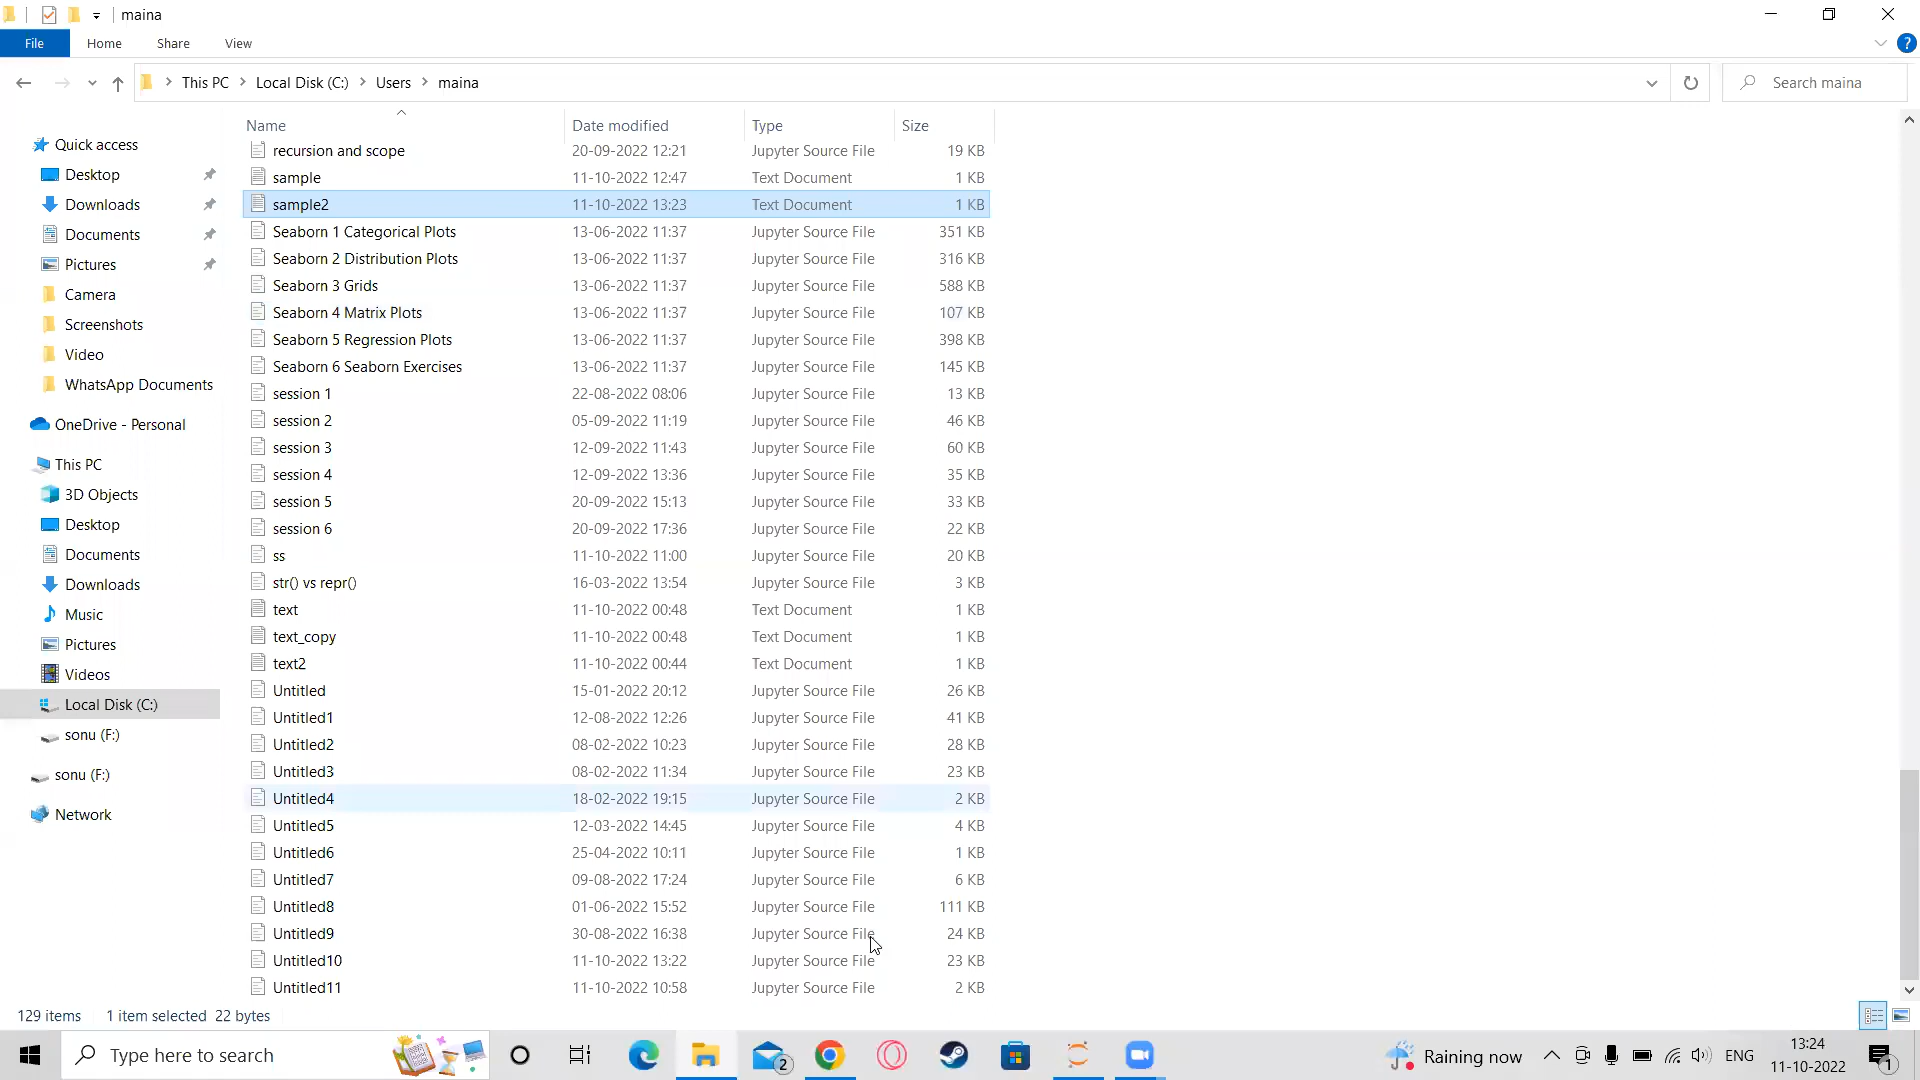 maina
File Home Share View
This PC Local Disk (C:) Users maina Search maina
Name Date modified Type Size
Quick access
Desktop
Downloads
Documents
Pictures
Camera
Screenshots
Video
WhatsApp Documents
OneDrive - Personal
This PC
3D Objects
Desktop
Documents
Downloads
Music
Pictures
Videos
Local Disk (C:)
sonu (F:)
sonu (F:)
Network
recursion and scope 20-09-2022 12:21 Jupyter Source File 19 KB
sample 11-10-2022 12:47 Text Document 1 KB
sample2 11-10-2022 13:23 Text Document 1 KB
Seaborn 1 Categorical Plots 13-06-2022 11:37 Jupyter Source File 351 KB
Seaborn 2 Distribution Plots 13-06-2022 11:37 Jupyter Source File 316 KB
Seaborn 3 Grids 13-06-2022 11:37 Jupyter Source File 588 KB
Seaborn 4 Matrix Plots 13-06-2022 11:37 Jupyter Source File 107 KB
Seaborn 5 Regression Plots 13-06-2022 11:37 Jupyter Source File 398 KB
Seaborn 6 Seaborn Exercises 13-06-2022 11:37 Jupyter Source File 145 KB
session 1 22-08-2022 08:06 Jupyter Source File 13 KB
session 2 05-09-2022 11:19 Jupyter Source File 46 KB
session 3 12-09-2022 11:43 Jupyter Source File 60 KB
session 4 12-09-2022 13:36 Jupyter Source File 35 KB
session 5 20-09-2022 15:13 Jupyter Source File 33 KB
session 6 20-09-2022 17:36 Jupyter Source File 22 KB
ss 11-10-2022 11:00 Jupyter Source File 20 KB
str() vs repr() 16-03-2022 13:54 Jupyter Source File 3 KB
text 11-10-2022 00:48 Text Document 1 KB
text_copy 11-10-2022 00:48 Text Document 1 KB
text2 11-10-2022 00:44 Text Document 1 KB
Untitled 15-01-2022 20:12 Jupyter Source File 26 KB
Untitled1 12-08-2022 12:26 Jupyter Source File 41 KB
Untitled2 08-02-2022 10:23 Jupyter Source File 28 KB
Untitled3 08-02-2022 11:34 Jupyter Source File 23 KB
Untitled4 18-02-2022 19:15 Jupyter Source File 2 KB
Untitled5 12-03-2022 14:45 Jupyter Source File 4 KB
Untitled6 25-04-2022 10:11 Jupyter Source File 1 KB
Untitled7 09-08-2022 17:24 Jupyter Source File 6 KB
Untitled8 01-06-2022 15:52 Jupyter Source File 111 KB
Untitled9 30-08-2022 16:38 Jupyter Source File 24 KB
Untitled10 11-10-2022 13:22 Jupyter Source File 23 KB
Untitled11 11-10-2022 10:58 Jupyter Source File 2 KB
129 items 1 item selected 22 bytes
Type here to search 2 Raining now ENG 13:24 1
11-10-2022